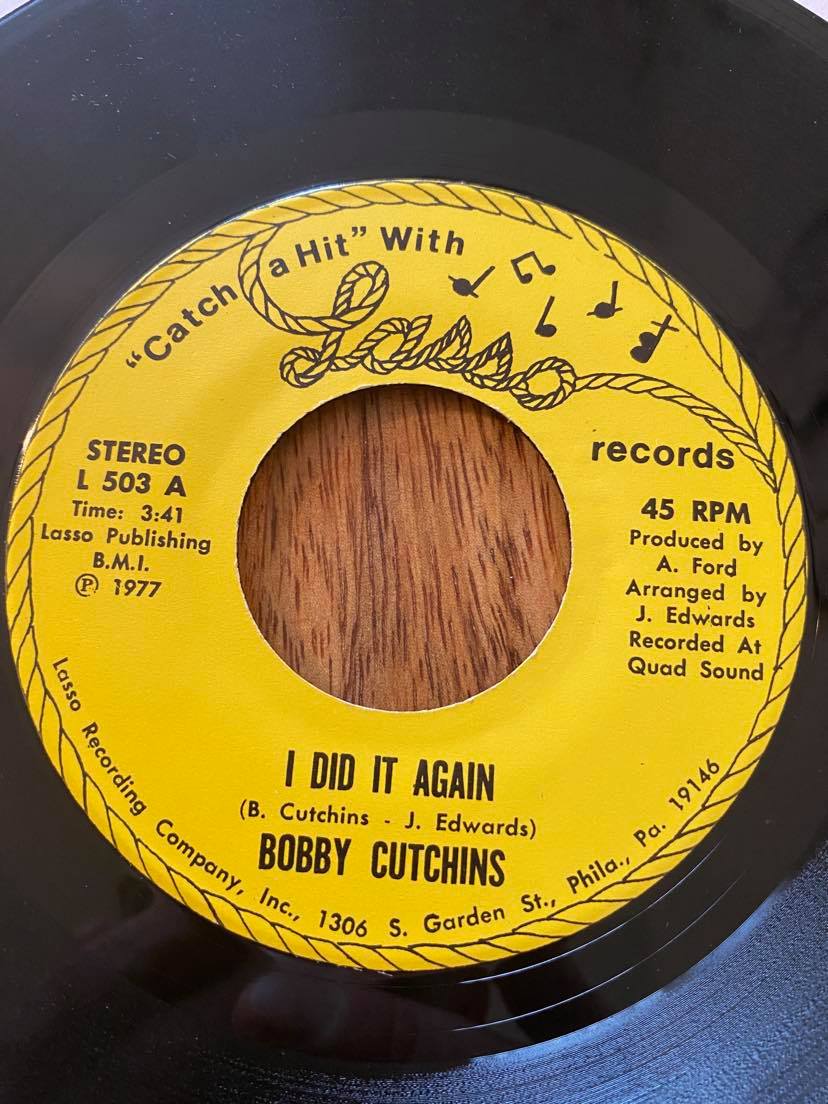 "Catch a Hit" With
Lasso
records
STEREO
L 503 A
Time: 3:41
Lasso Publishing
B.M.I.
℗ 1977
45 RPM
Produced by
A. Ford
Arranged by
J. Edwards
Recorded At
Quad Sound
I DID IT AGAIN
(B. Cutchins - J. Edwards)
BOBBY CUTCHINS
Lasso Recording Company, Inc., 1306 S. Garden St., Phila., Pa. 19146